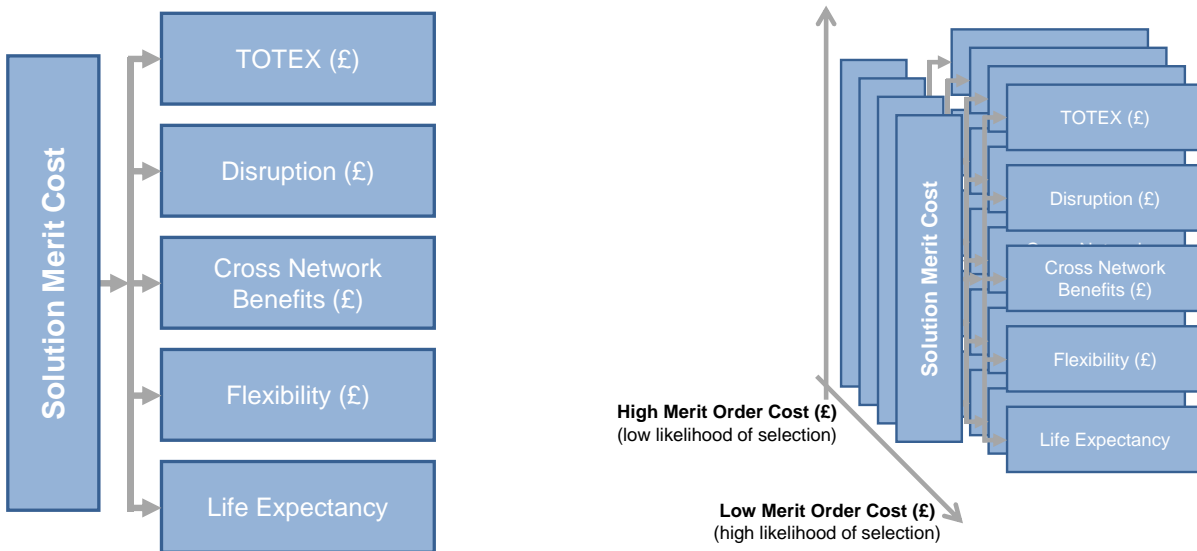 Solution Merit Cost
TOTEX (£)
Disruption (£)
Cross Network
Benefits (£)
Flexibility (£)
Life Expectancy
Solution Merit Cost
TOTEX (£)
Disruption (£)
Cross Network
Benefits (£)
Flexibility (£)
Life Expectancy
High Merit Order Cost (£)
(low likelihood of selection)
Low Merit Order Cost (£)
(high likelihood of selection)